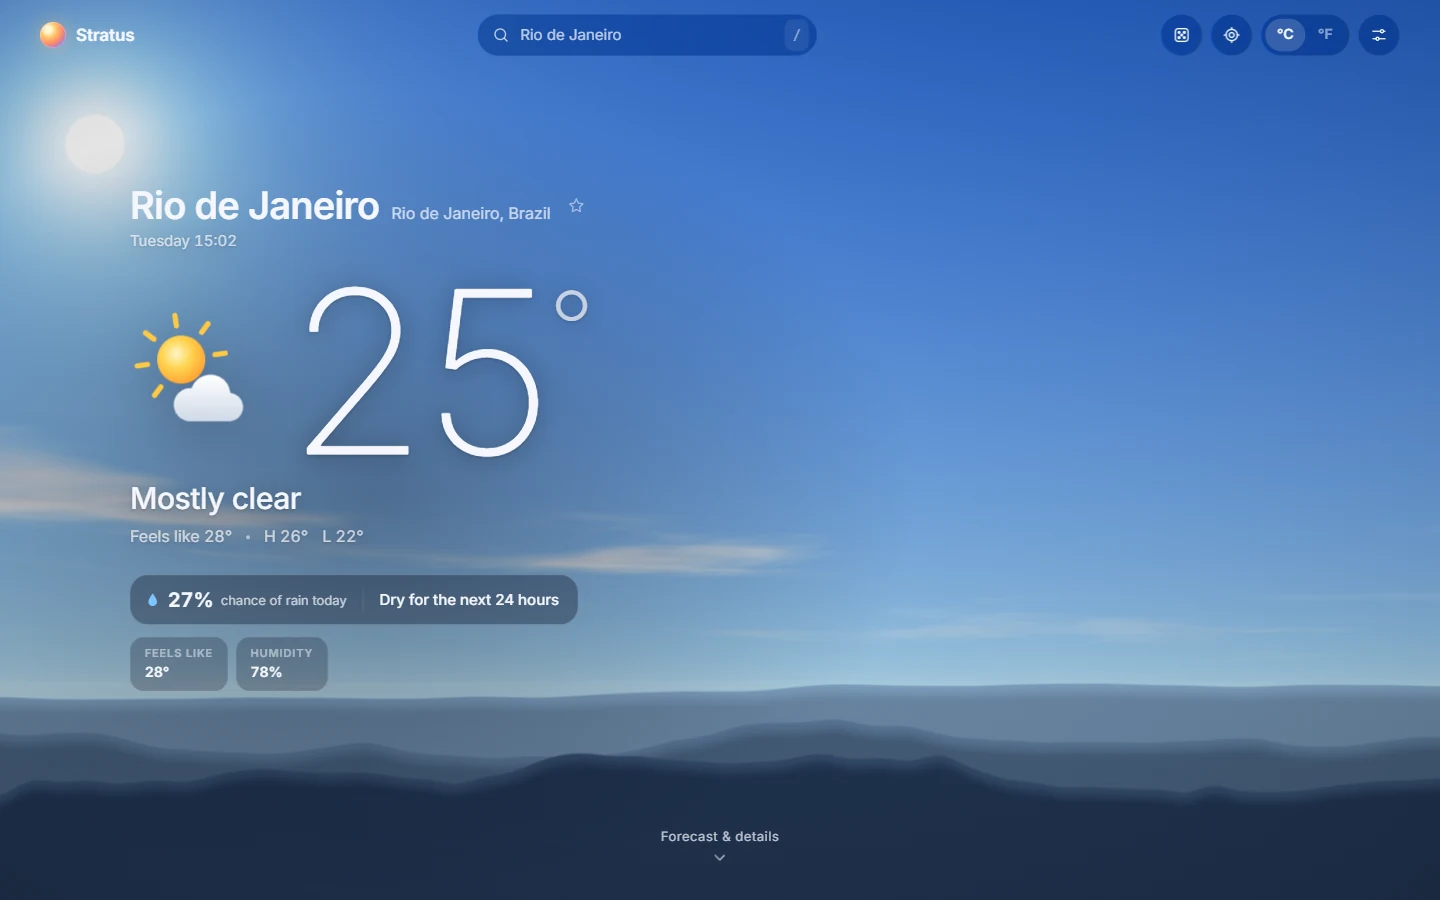 Stratus
Rio de Janeiro
/
°C
°F
Rio de Janeiro Rio de Janeiro, Brazil
Tuesday 15:02
25°
Mostly clear
Feels like 28° • H 26° L 22°
27% chance of rain today Dry for the next 24 hours
FEELS LIKE
28°
HUMIDITY
78%
Forecast & details